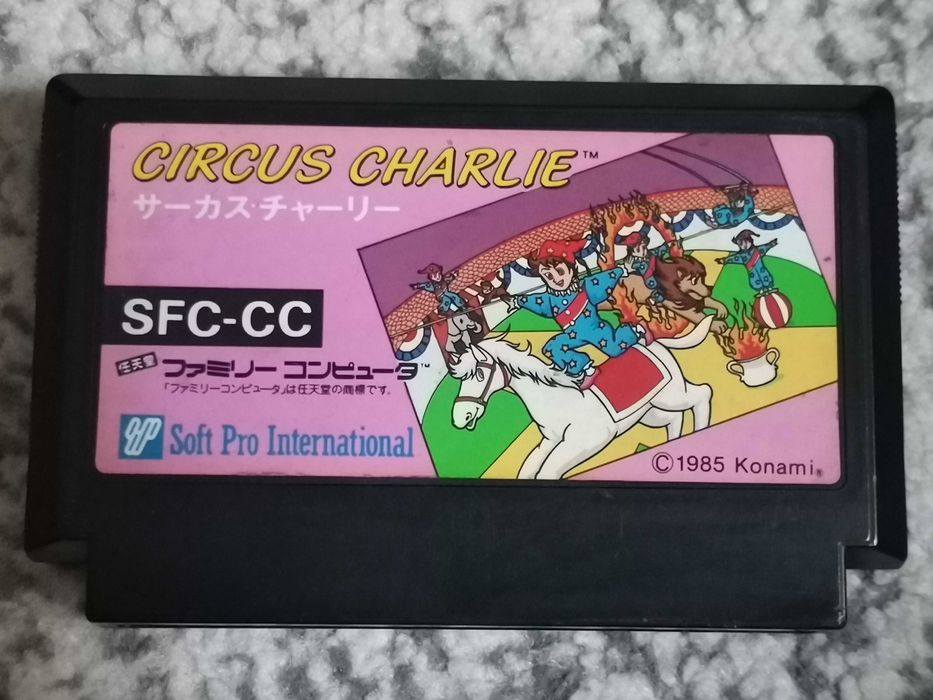 CIRCUS CHARLIE™
サーカス・チャーリー
SFC-CC
任天堂 ファミリー コンピュータ™
「ファミリーコンピュータ」は任天堂の商標です。
SP Soft Pro International
©1985 Konami®